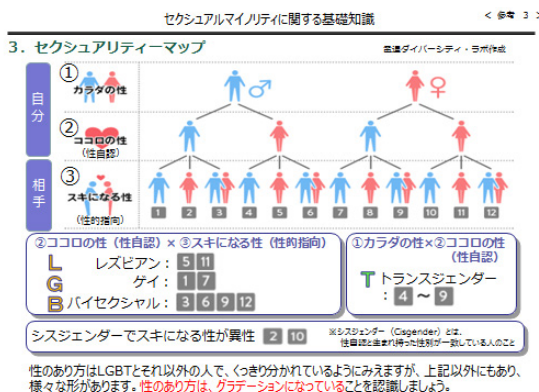 セクシュアルマイノリティに関する基礎知識
< 参考 3 >
3．セクシュアリティーマップ
金沢ダイバーシティ・ラボ作成
自分
①
カラダの性
♂
♀
②
ココロの性
(性自認)
相手
③
スキになる性
(性的指向)
1 2 3 4 5 6 7 8 9 10 11 12
②ココロの性（性自認）×③スキになる性（性的指向）
L レズビアン： 5 11
G ゲイ： 1 7
B バイセクシャル： 3 6 9 12
①カラダの性×②ココロの性
（性自認）
T トランスジェンダー
： 4 ～ 9
シスジェンダーでスキになる性が異性 2 10
※シスジェンダー（Cisgender）とは、
性自認と生まれ持った性別が一致している人のこと
性のあり方はLGBTとそれ以外の人で、くっきり分かれているようにみえますが、上記以外にもあり、
様々な形があります。性のあり方は、グラデーションになっていることを認識しましょう。